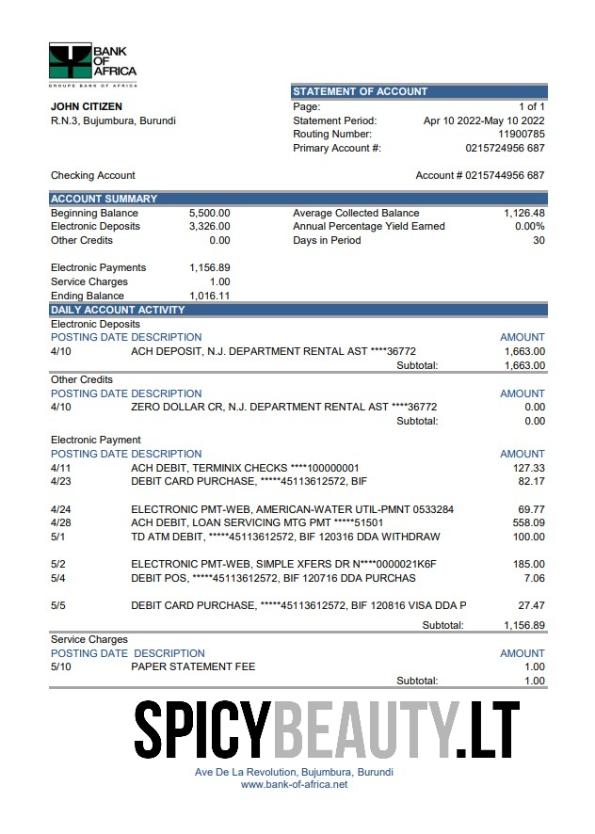 BANK
OF
AFRICA
GROUPE BANK OF AFRICA
STATEMENT OF ACCOUNT
JOHN CITIZEN
R.N.3, Bujumbura, Burundi
Page: 1 of 1
Statement Period: Apr 10 2022-May 10 2022
Routing Number: 11900785
Primary Account #: 0215724956 687
Checking Account Account # 0215744956 687
ACCOUNT SUMMARY
Beginning Balance 5,500.00 Average Collected Balance 1,126.48
Electronic Deposits 3,326.00 Annual Percentage Yield Earned 0.00%
Other Credits 0.00 Days in Period 30
Electronic Payments 1,156.89
Service Charges 1.00
Ending Balance 1,016.11
DAILY ACCOUNT ACTIVITY
Electronic Deposits
POSTING DATE DESCRIPTION AMOUNT
4/10 ACH DEPOSIT, N.J. DEPARTMENT RENTAL AST ****36772 1,663.00
Subtotal: 1,663.00
Other Credits
POSTING DATE DESCRIPTION AMOUNT
4/10 ZERO DOLLAR CR, N.J. DEPARTMENT RENTAL AST ****36772 0.00
Subtotal: 0.00
Electronic Payment
POSTING DATE DESCRIPTION AMOUNT
4/11 ACH DEBIT, TERMINIX CHECKS ****100000001 127.33
4/23 DEBIT CARD PURCHASE, *****45113612572, BIF 82.17
4/24 ELECTRONIC PMT-WEB, AMERICAN-WATER UTIL-PMNT 0533284 69.77
4/28 ACH DEBIT, LOAN SERVICING MTG PMT *****51501 558.09
5/1 TD ATM DEBIT, *****45113612572, BIF 120316 DDA WITHDRAW 100.00
5/2 ELECTRONIC PMT-WEB, SIMPLE XFERS DR N****0000021K6F 185.00
5/4 DEBIT POS, *****45113612572, BIF 120716 DDA PURCHAS 7.06
5/5 DEBIT CARD PURCHASE, *****45113612572, BIF 120816 VISA DDA P 27.47
Subtotal: 1,156.89
Service Charges
POSTING DATE DESCRIPTION AMOUNT
5/10 PAPER STATEMENT FEE 1.00
Subtotal: 1.00
SPICYBEAUTY.LT
Ave De La Revolution, Bujumbura, Burundi
www.bank-of-africa.net